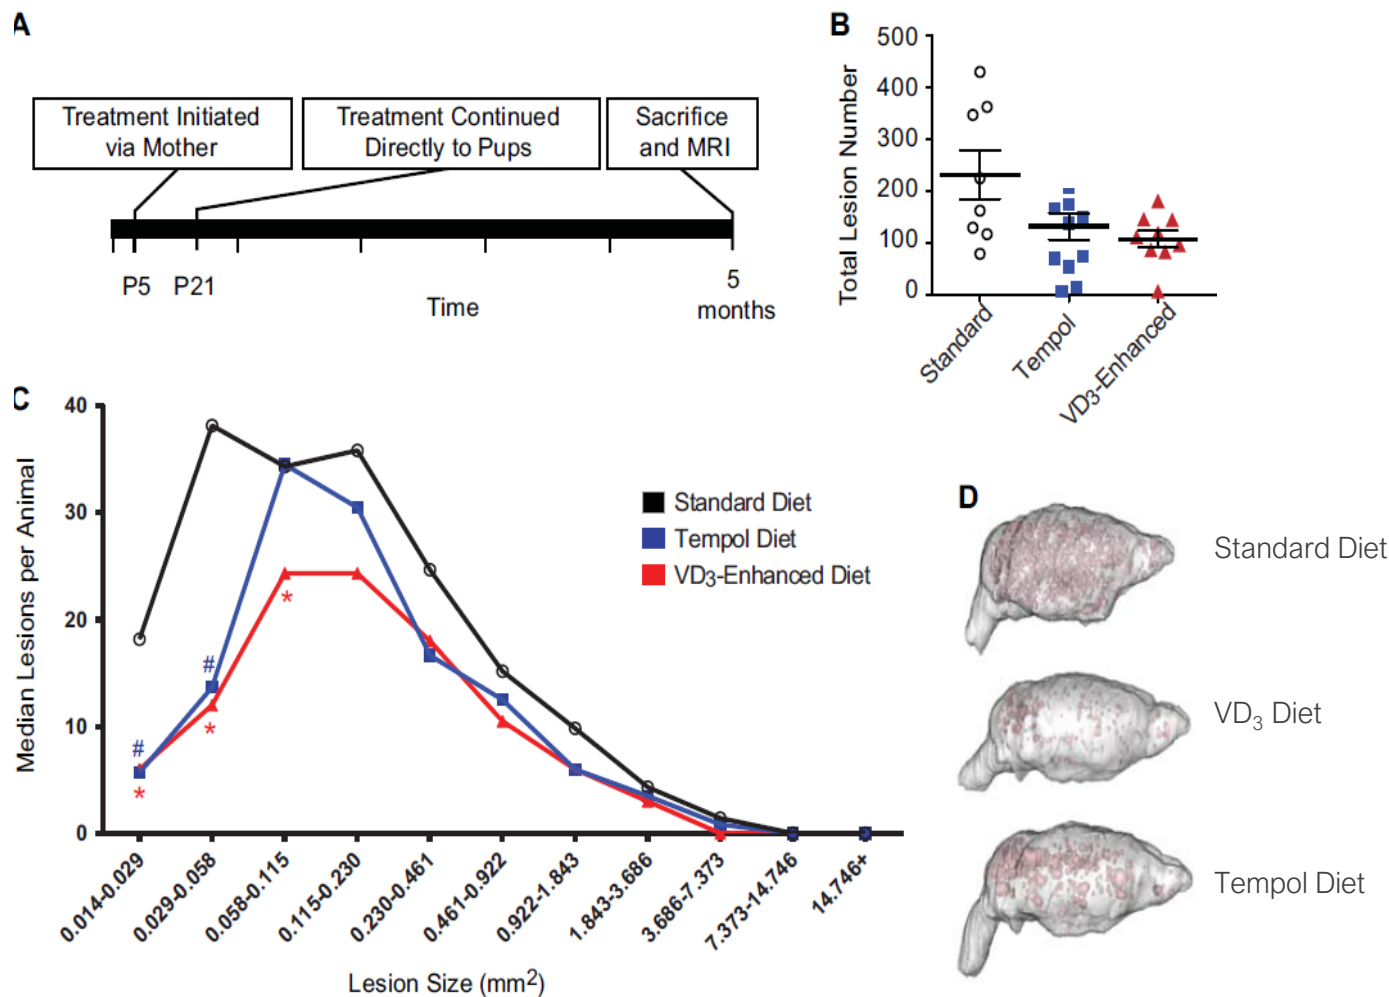 A
Treatment Initiated
via Mother
Treatment Continued
Directly to Pups
Sacrifice
and MRI
P5
P21
Time
5
months
B
Total Lesion Number
500
400
300
200
100
0
Standard
Tempol
VD3-Enhanced
C
Median Lesions per Animal
40
30
20
10
0
#
*
#
*
*
Standard Diet
Tempol Diet
VD3-Enhanced Diet
0.014-0.029
0.029-0.058
0.058-0.115
0.115-0.230
0.230-0.461
0.461-0.922
0.922-1.843
1.843-3.686
3.686-7.373
7.373-14.746
14.746+
Lesion Size (mm2)
D
Standard Diet
VD3 Diet
Tempol Diet